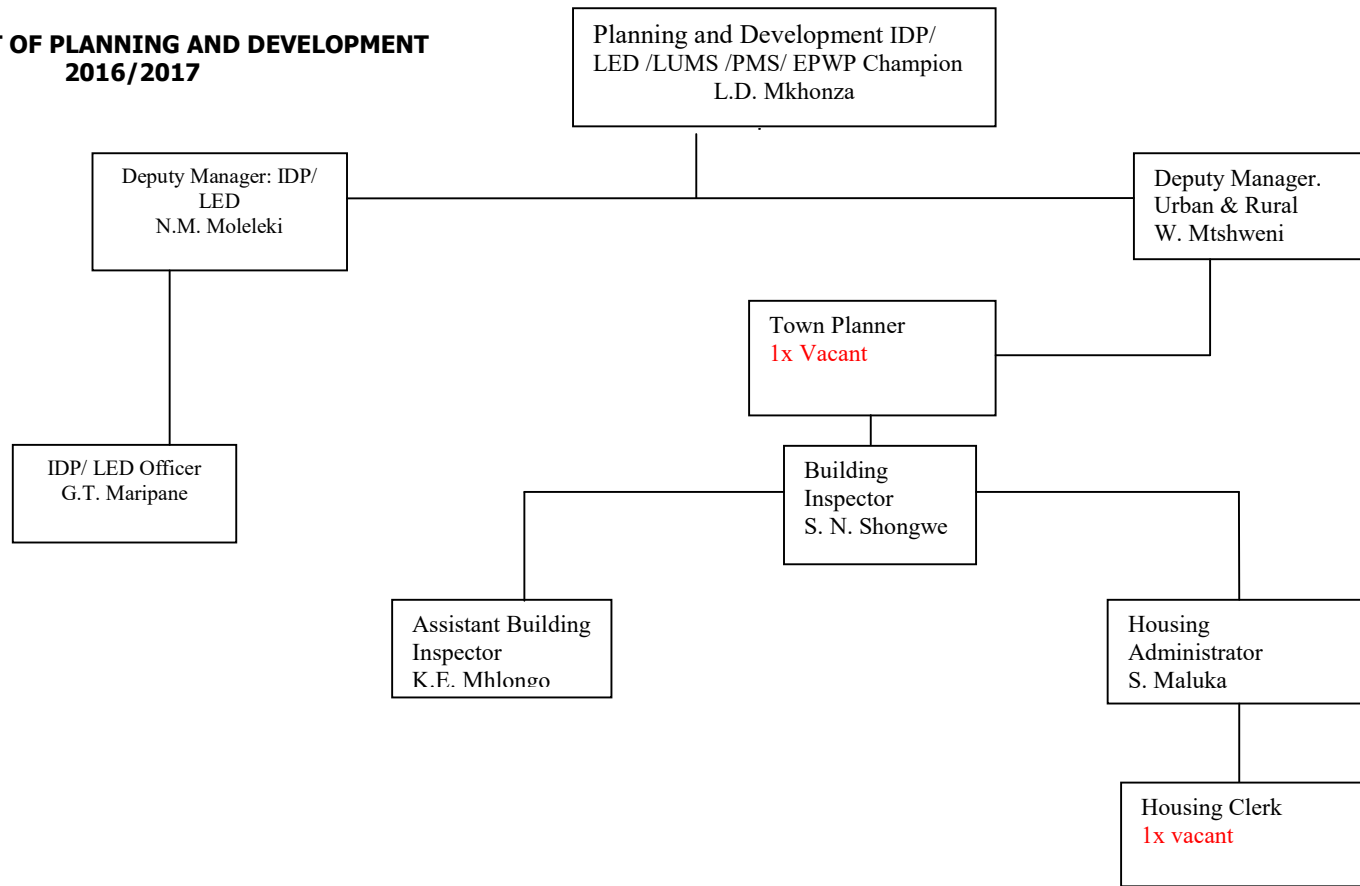 T OF PLANNING AND DEVELOPMENT
2016/2017
Planning and Development IDP/
LED /LUMS /PMS/ EPWP Champion
L.D. Mkhonza
Deputy Manager: IDP/
LED
N.M. Moleleki
Deputy Manager.
Urban & Rural
W. Mtshweni
Town Planner
1x Vacant
IDP/ LED Officer
G.T. Maripane
Building
Inspector
S. N. Shongwe
Assistant Building
Inspector
K.E. Mhlongo
Housing
Administrator
S. Maluka
Housing Clerk
1x vacant